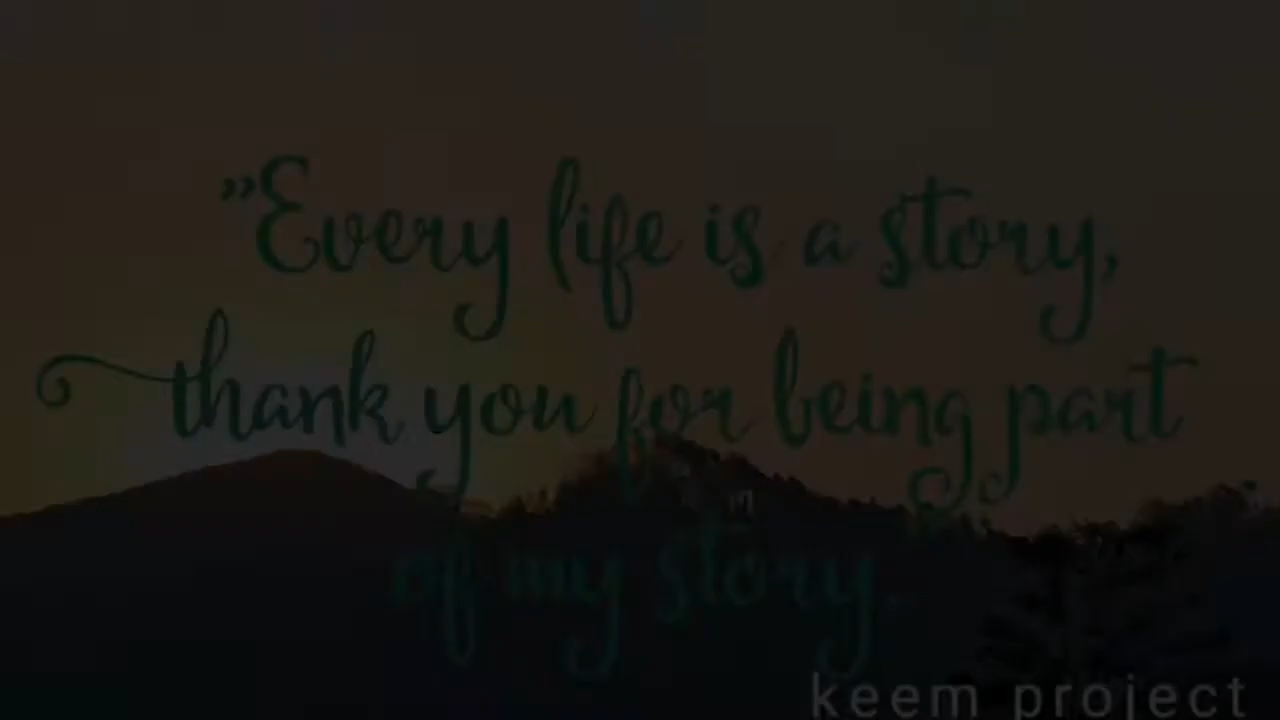 ”Every life is a story,
thank you for being part
of my story.”
keem project